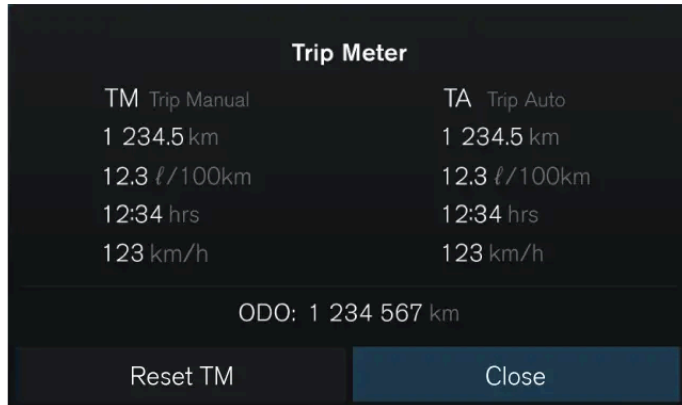 Trip Meter
TM Trip Manual
1 234.5 km
12.3 ℓ/100km
12:34 hrs
123 km/h
TA Trip Auto
1 234.5 km
12.3 ℓ/100km
12:34 hrs
123 km/h
ODO: 1 234 567 km
Reset TM
Close